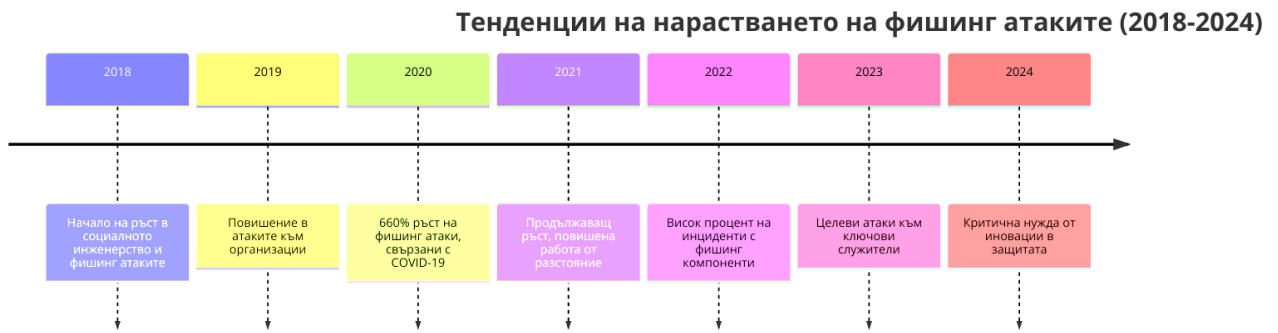 Тенденции на нарастването на фишинг атаките (2018-2024)
2018
2019
2020
2021
2022
2023
2024
Начало на ръст в
социалното
инженерство и
фишинг атаките
Повишение в
атаките към
организации
660% ръст на
фишинг атаки,
свързани с
COVID-19
Продължаващ
ръст, повишена
работа от
разстояние
Висок процент на
инциденти с
фишинг
компоненти
Целеви атаки към
ключови
служители
Критична нужда от
иновации в
защитата